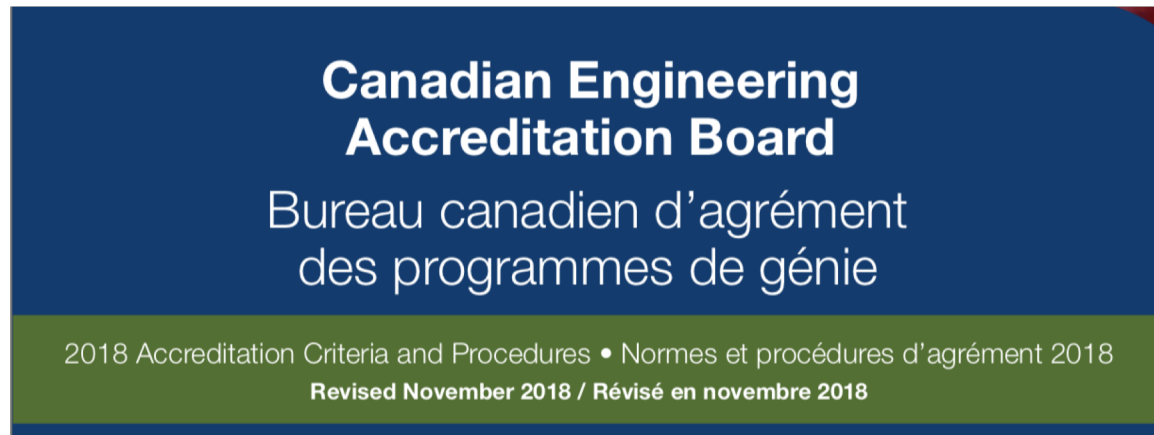 Canadian Engineering
Accreditation Board
Bureau canadien d’agrément
des programmes de génie
2018 Accreditation Criteria and Procedures • Normes et procédures d’agrément 2018
Revised November 2018 / Révisé en novembre 2018